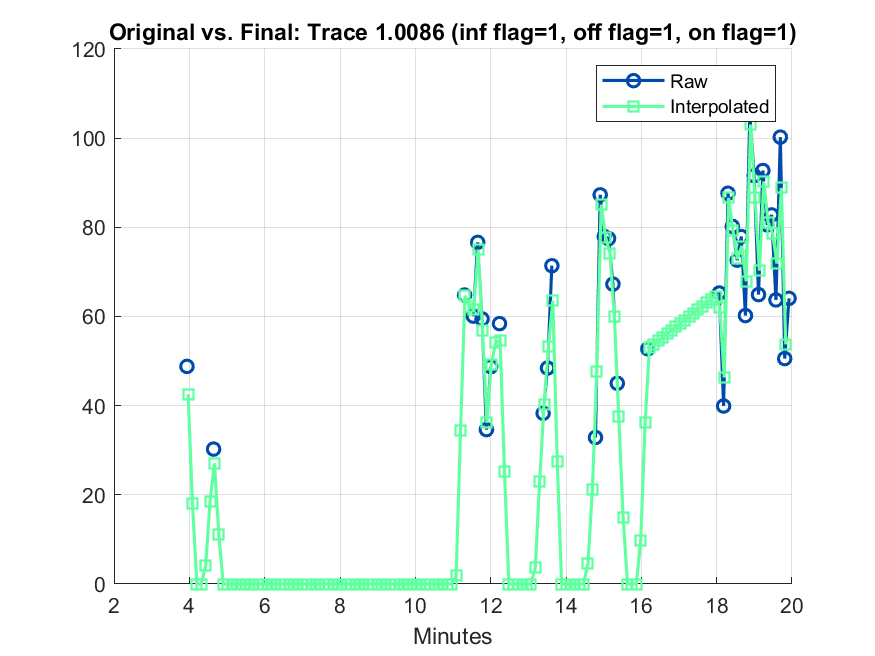 Original vs. Final: Trace 1.0086 (inf flag=1, off flag=1, on flag=1)
120
100
80
60
40
20
0
Raw
Interpolated
2 4 6 8 10 12 14 16 18 20
Minutes